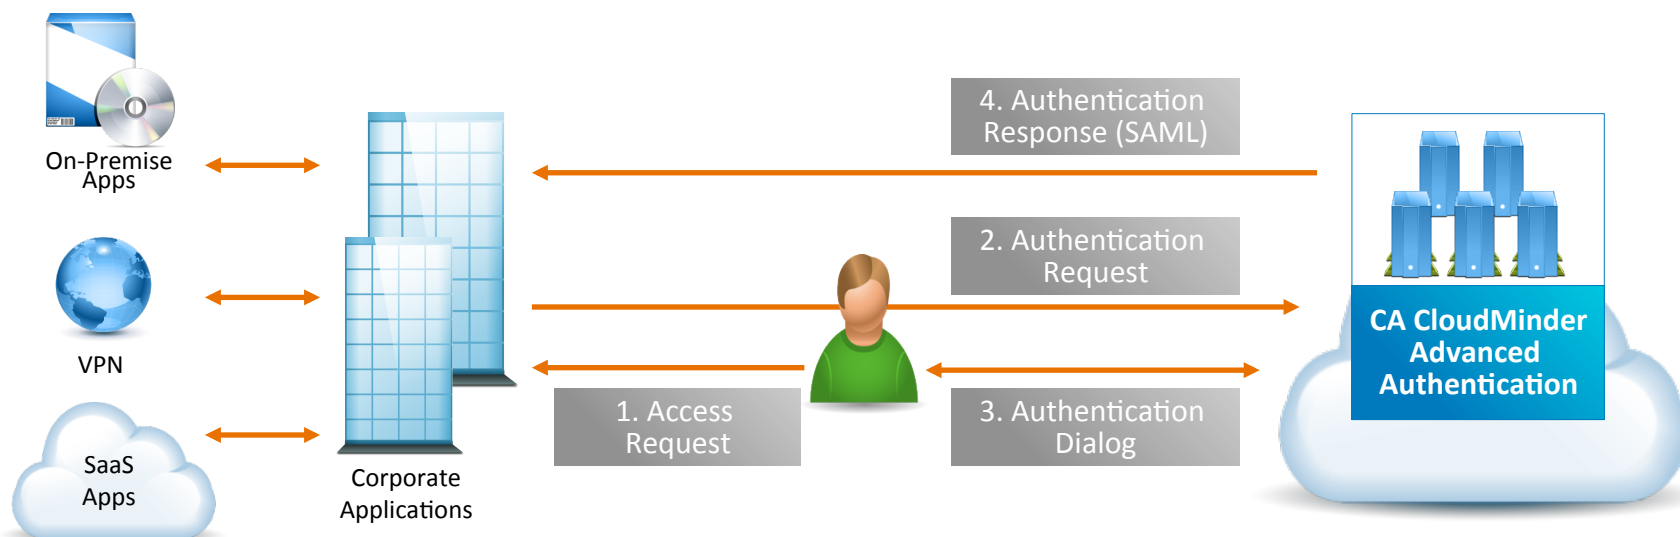 On-Premise
Apps
VPN
SaaS
Apps
Corporate
Applications
1. Access
Request
4. Authentication
Response (SAML)
2. Authentication
Request
3. Authentication
Dialog
CA CloudMinder
Advanced
Authentication